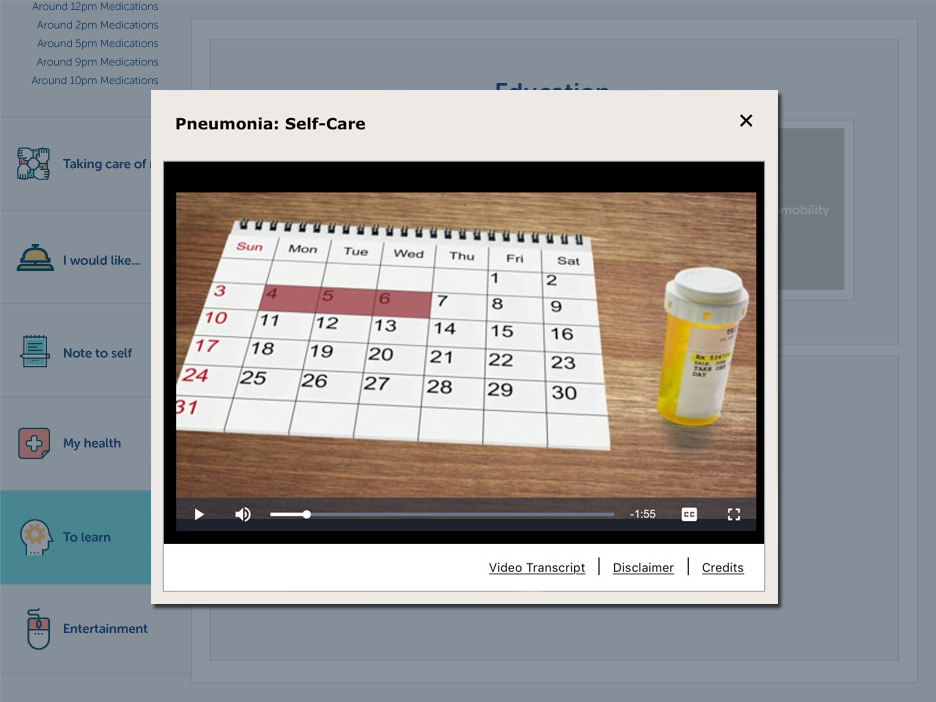 Around 12pm Medications
Around 2pm Medications
Around 5pm Medications
Around 9pm Medications
Around 10pm Medications
Education
Pneumonia: Self-Care
Taking care of
mobility
I would like...
Note to self
My health
To learn
Entertainment
Sun Mon Tue Wed Thu Fri Sat
1 2
3 4 5 6 7 8 9
10 11 12 13 14 15 16
17 18 19 20 21 22 23
24 25 26 27 28 29 30
31
TAKE ONE
DAY
-1:55
CC
Video Transcript | Disclaimer | Credits